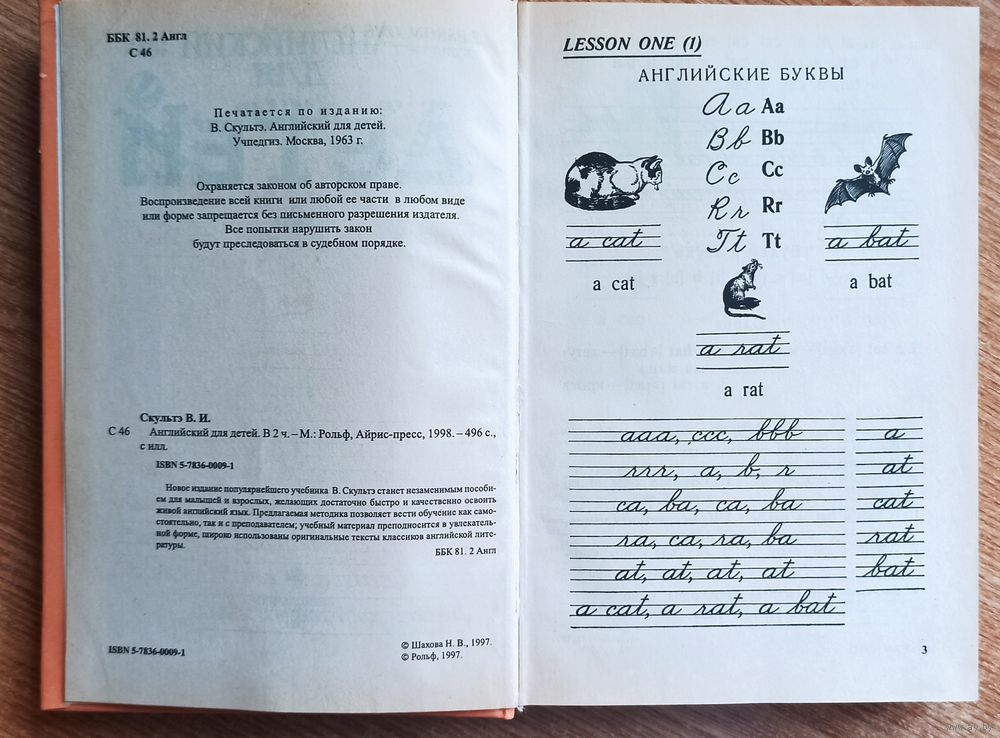 ББК 81. 2 Англ
С 46
Печатается по изданию:
В. Скультэ. Английский для детей.
Учпедгиз. Москва, 1963 г.
Охраняется законом об авторском праве.
Воспроизведение всей книги или любой ее части в любом виде
или форме запрещается без письменного разрешения издателя.
Все попытки нарушить закон
будут преследоваться в судебном порядке.
Скультэ В. И.
С 46 Английский для детей. В 2 ч. – М.: Рольф, Айрис-пресс, 1998. – 496 с.,
с илл.
ISBN 5-7836-0009-1
Новое издание популярнейшего учебника В. Скультэ станет незаменимым пособи-
ем для малышей и взрослых, желающих достаточно быстро и качественно освоить
живой английский язык. Предлагаемая методика позволяет вести обучение как само-
стоятельно, так и с преподавателем; учебный материал преподносится в увлекатель-
ной форме, широко использованы оригинальные тексты классиков английской лите-
ратуры.
ББК 81. 2 Англ
ISBN 5-7836-0009-1
© Шахова Н. В., 1997.
© Рольф, 1997.
LESSON ONE (1)
АНГЛИЙСКИЕ БУКВЫ
Aa Aa
Bb Bb
Cc Cc
Rr Rr
Tt Tt
a cat
a cat
a bat
a bat
a rat
a rat
aaa, ccc, bbb
rrr, a, b, r
ca, ba, ca, ba
ra, ca, ra, ba
at, at, at, at
a cat, a rat, a bat
a
at
cat
rat
bat
3